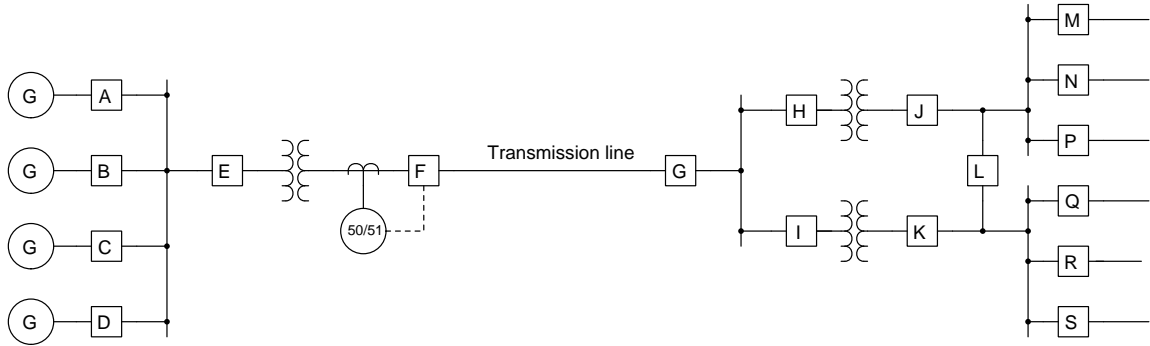 M
G A H J N
P
Transmission line
G B E F G L
50/51
Q
G C I K R
G D S